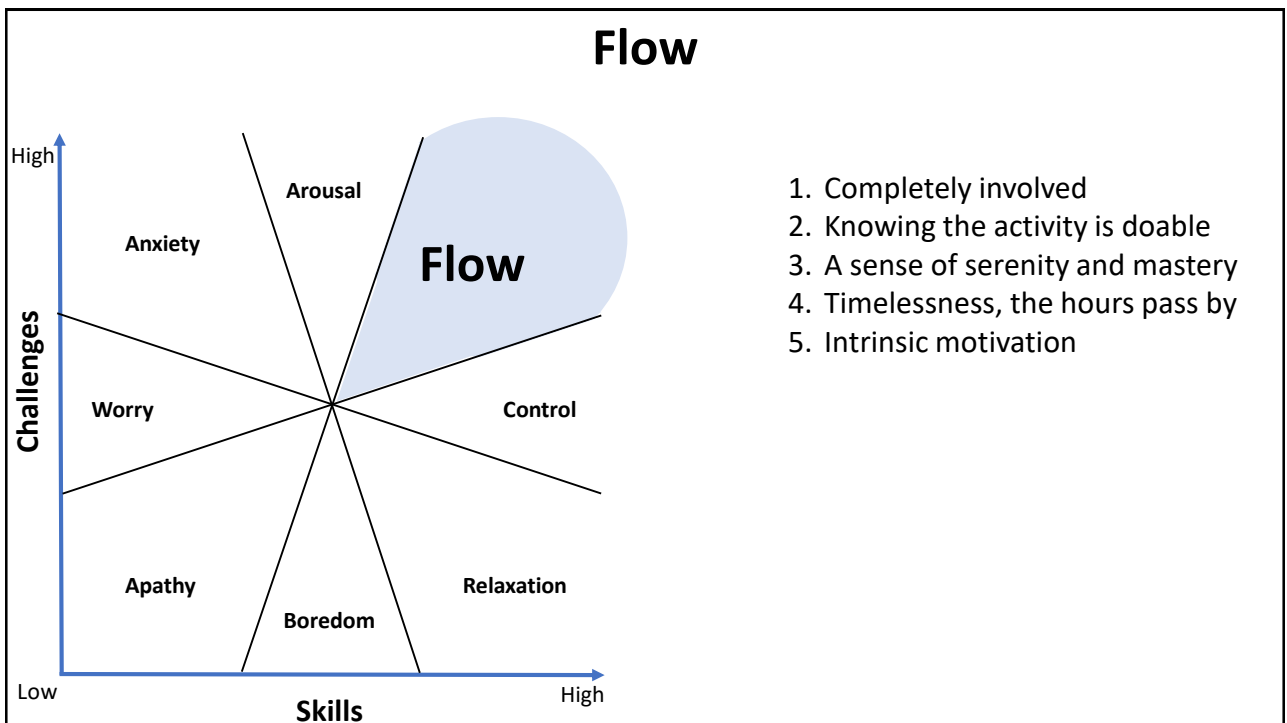 Flow
High
Arousal
Anxiety
Flow
Challenges
Worry
Control
Apathy
Relaxation
Boredom
Low
High
Skills
1. Completely involved
2. Knowing the activity is doable
3. A sense of serenity and mastery
4. Timelessness, the hours pass by
5. Intrinsic motivation